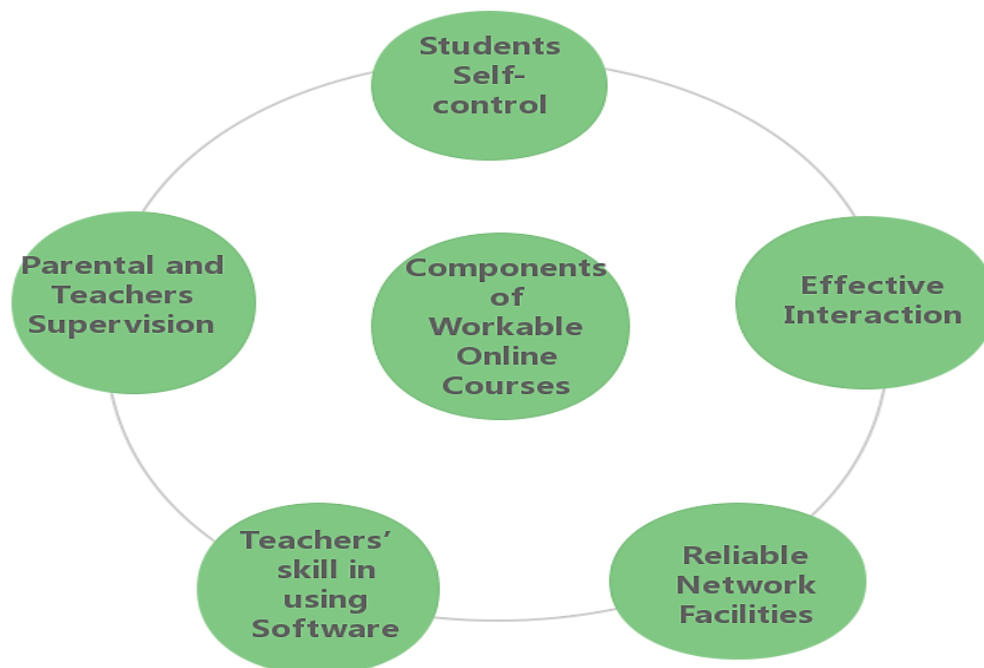 Students
Self-
control
Parental and
Teachers
Supervision
Components
of
Workable
Online
Courses
Effective
Interaction
Teachers’
skill in
using
Software
Reliable
Network
Facilities